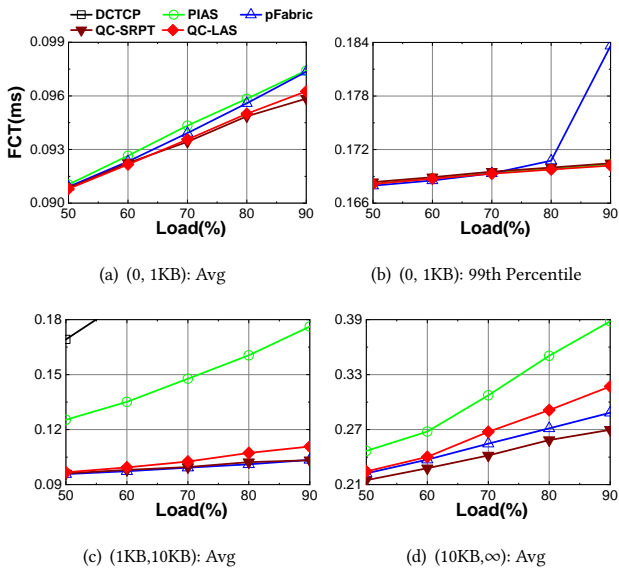 DCTCP PIAS pFabric
QC-SRPT QC-LAS
0.099
0.096
0.093
0.090
FCT(ms)
50 60 70 80 90
Load(%)
0.184
0.178
0.172
0.166
50 60 70 80 90
Load(%)
(a) (0, 1KB): Avg
(b) (0, 1KB): 99th Percentile
0.18
0.15
0.12
0.09
50 60 70 80 90
Load(%)
0.39
0.33
0.27
0.21
50 60 70 80 90
Load(%)
(c) (1KB,10KB): Avg
(d) (10KB,∞): Avg